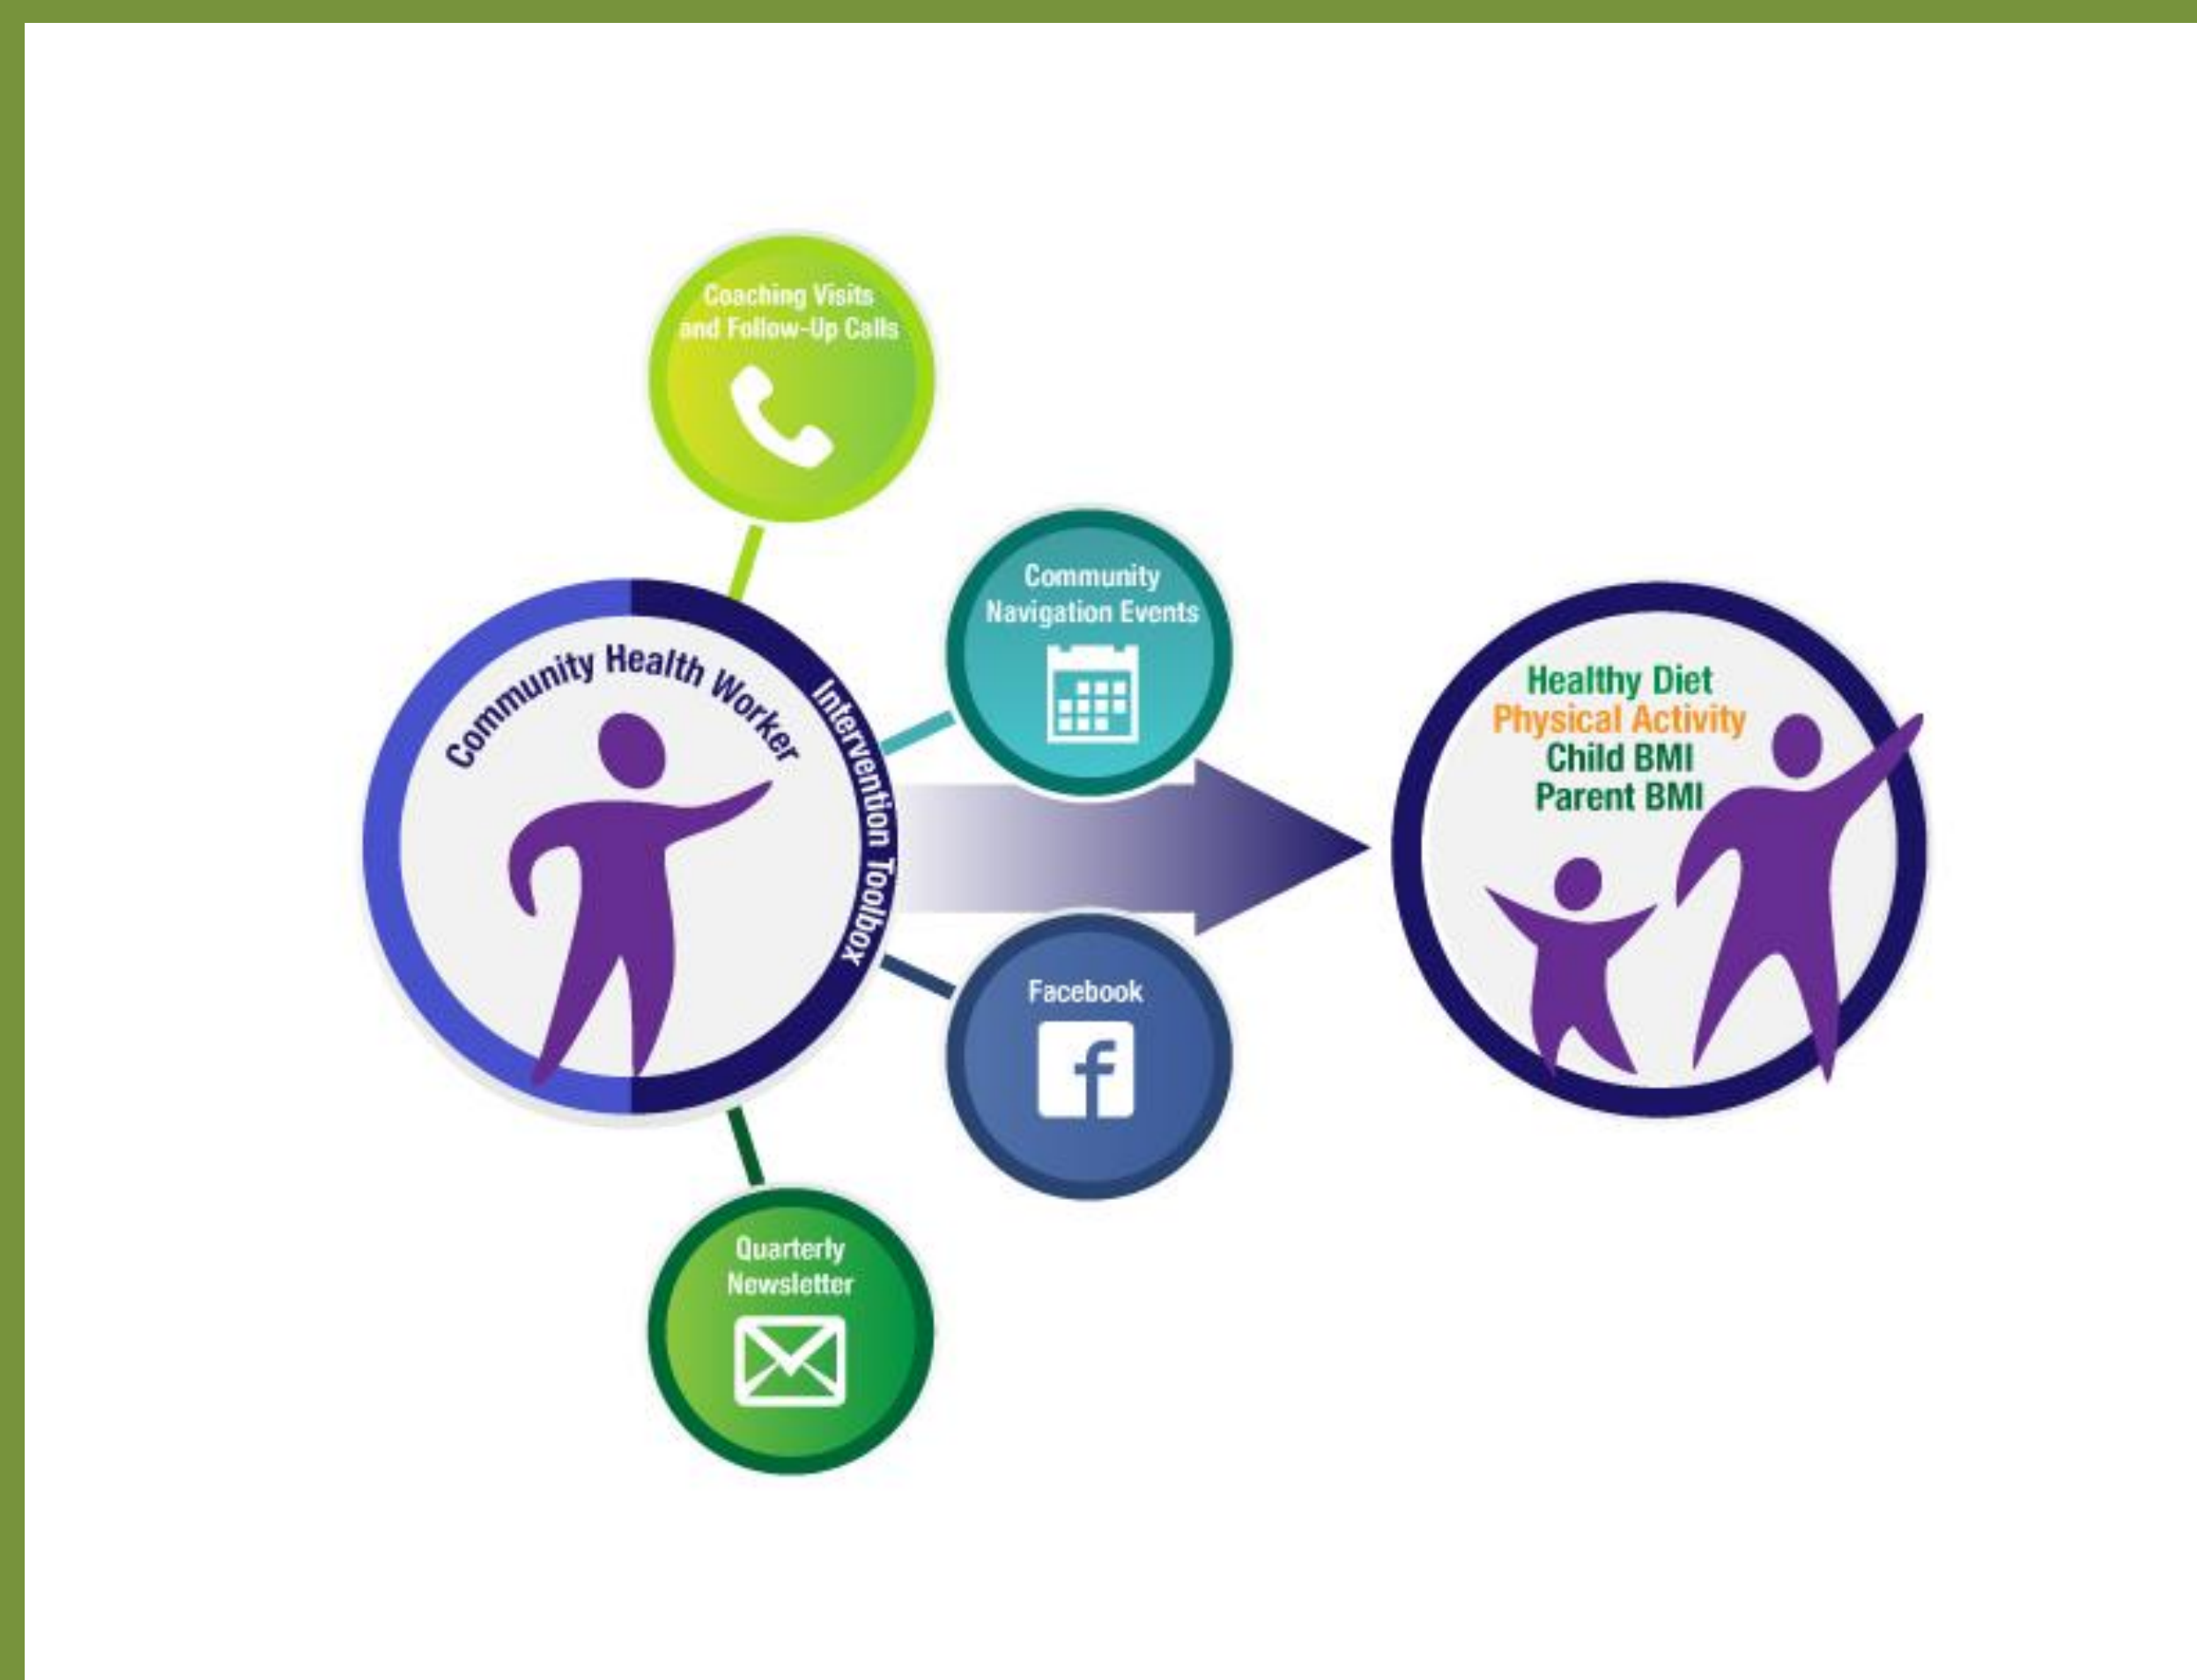 Coaching Visits
and Follow-Up Calls
Community
Navigation Events
Community Health Worker
Intervention Toolbox
Healthy Diet
Physical Activity
Child BMI
Parent BMI
Facebook
f
Quarterly
Newsletter